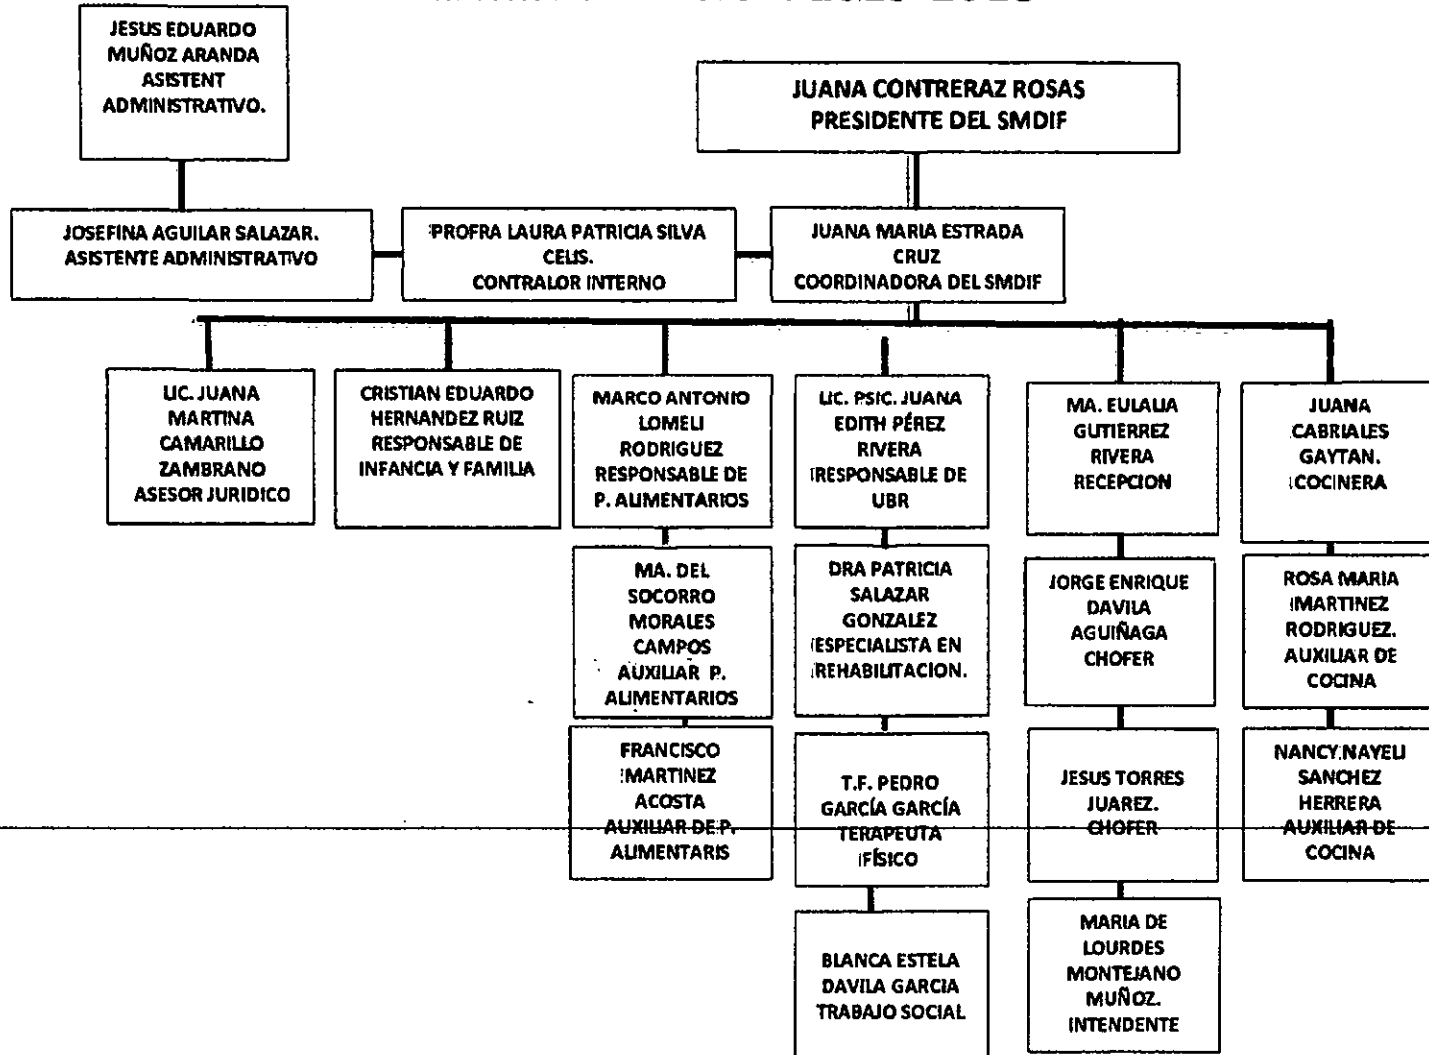 JESUS EDUARDO
MUÑOZ ARANDA
ASISTENT
ADMINISTRATIVO.
JUANA CONTRERAZ ROSAS
PRESIDENTE DEL SMDIF
JOSEFINA AGUILAR SALAZAR.
ASISTENTE ADMINISTRATIVO
PROFRA LAURA PATRICIA SILVA
CELIS.
CONTRALOR INTERNO
JUANA MARIA ESTRADA
CRUZ
COORDINADORA DEL SMDIF
LIC. JUANA
MARTINA
CAMARILLO
ZAMBRANO
ASESOR JURIDICO
CRISTIAN EDUARDO
HERNANDEZ RUIZ
RESPONSABLE DE
INFANCIA Y FAMILIA
MARCO ANTONIO
LOMELI
RODRIGUEZ
RESPONSABLE DE
P. ALIMENTARIOS
LIC. PSIC. JUANA
EDITH PÉREZ
RIVERA
RESPONSABLE DE
UBR
MA. EULALIA
GUTIERREZ
RIVERA
RECEPCION
JUANA
CABRIALES
GAYTAN.
COCINERA
MA. DEL
SOCORRO
MORALES
CAMPOS
AUXILIAR P.
ALIMENTARIOS
DRA PATRICIA
SALAZAR
GONZALEZ
ESPECIALISTA EN
REHABILITACION.
JORGE ENRIQUE
DAVILA
AGUIÑAGA
CHOFER
ROSA MARIA
MARTINEZ
RODRIGUEZ.
AUXILIAR DE
COCINA
FRANCISCO
MARTINEZ
ACOSTA
AUXILIAR DE P.
ALIMENTARIS
T.F. PEDRO
GARCÍA GARCÍA
TERAPEUTA
FÍSICO
JESUS TORRES
JUAREZ.
CHOFER
NANCY NAYELI
SANCHEZ
HERRERA
AUXILIAR DE
COCINA
BLANCA ESTELA
DAVILA GARCIA
TRABAJO SOCIAL
MARIA DE
LOURDES
MONTEJANO
MUÑOZ.
INTENDENTE